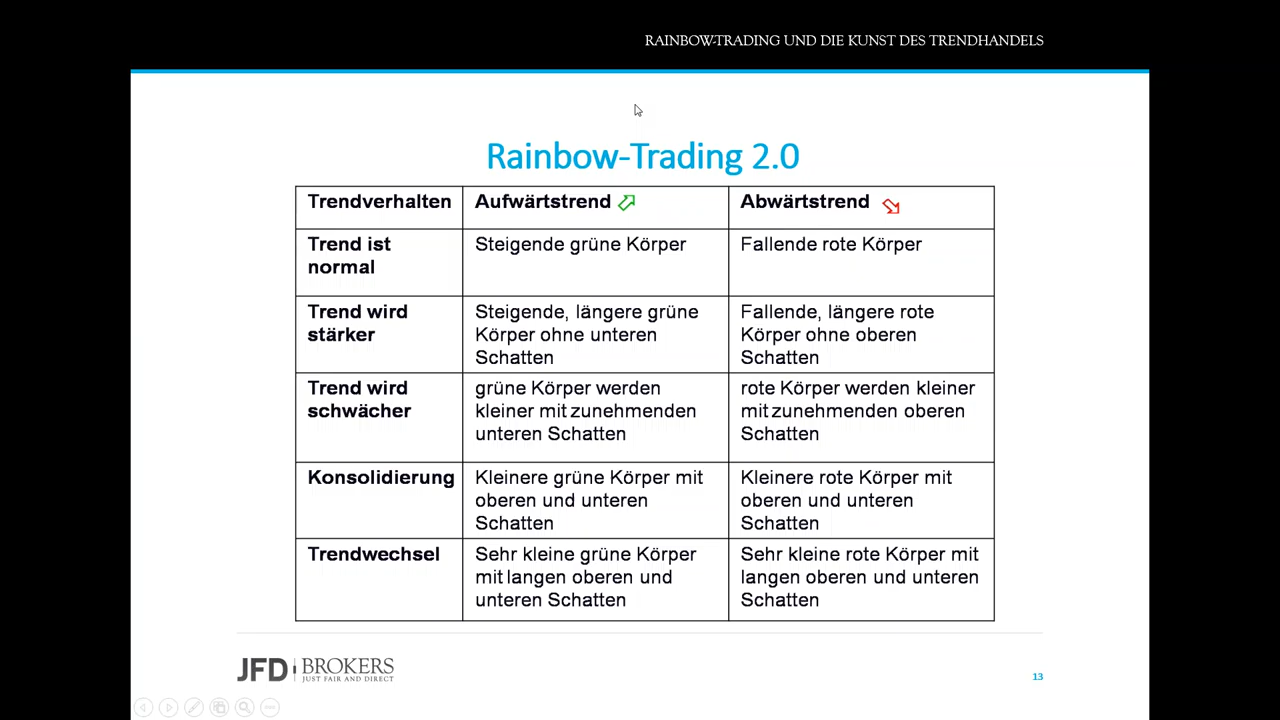 RAINBOW-TRADING UND DIE KUNST DES TRENDHANDELS
Rainbow-Trading 2.0
Trendverhalten
Aufwärtstrend
Abwärtstrend
Trend ist
normal
Steigende grüne Körper
Fallende rote Körper
Trend wird
stärker
Steigende, längere grüne
Körper ohne unteren
Schatten
Fallende, längere rote
Körper ohne oberen
Schatten
Trend wird
schwächer
grüne Körper werden
kleiner mit zunehmenden
unteren Schatten
rote Körper werden kleiner
mit zunehmenden oberen
Schatten
Konsolidierung
Kleinere grüne Körper mit
oberen und unteren
Schatten
Kleinere rote Körper mit
oberen und unteren
Schatten
Trendwechsel
Sehr kleine grüne Körper
mit langen oberen und
unteren Schatten
Sehr kleine rote Körper mit
langen oberen und unteren
Schatten
JFD BROKERS
JUST FAIR AND DIRECT
13